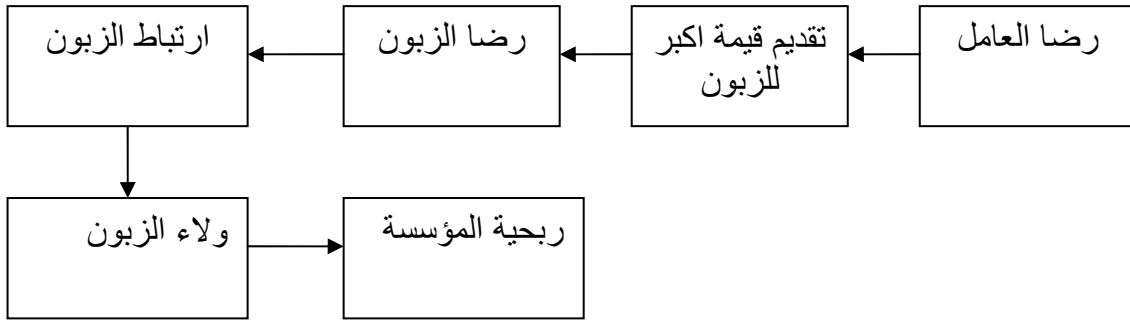 رضا العامل
تقديم قيمة اكبر
للزبون
رضا الزبون
ارتباط الزبون
ولاء الزبون
ربحية المؤسسة